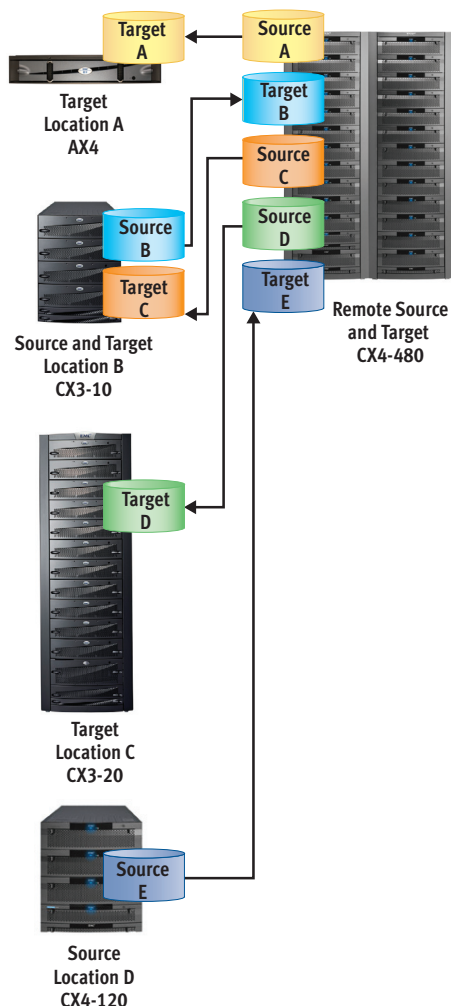 Target
A
Source
A
Target
Location A
AX4
Target
B
Source
C
Source
B
Source
D
Target
C
Target
E
Source and Target
Location B
CX3-10
Remote Source
and Target
CX4-480
Target
D
Target
Location C
CX3-20
Source
E
Source
Location D
CX4-120